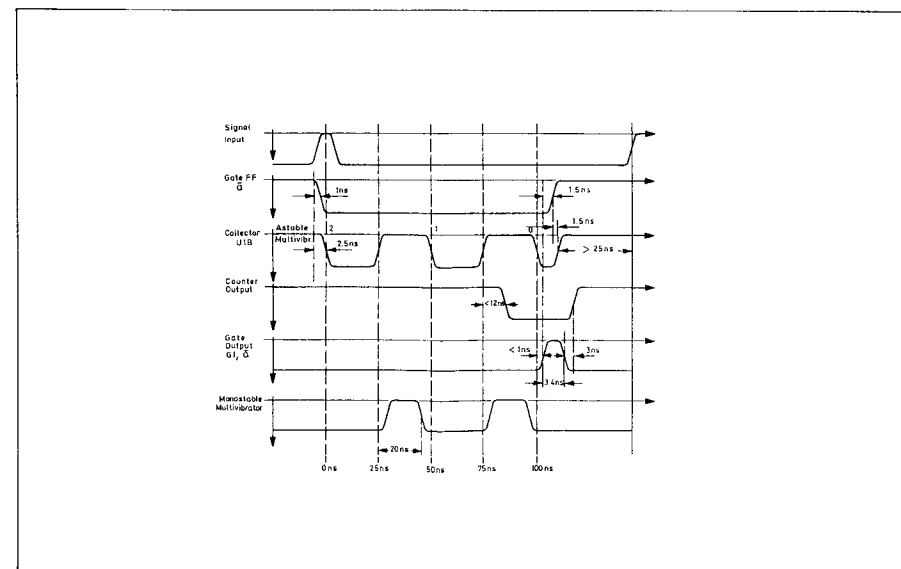 Signal
Input
Gate FF
Q̅
1ns
1.5ns
Collector
U1B
Astable
Multivibr.
2
2.5ns
1
0
1.5ns
> 25ns
Counter
Output
<12ns
Gate
Output
G1, Q̅
< 1ns
3ns
3.4ns
Monostable
Multivibrator
20ns
0ns
25ns
50ns
75ns
100ns